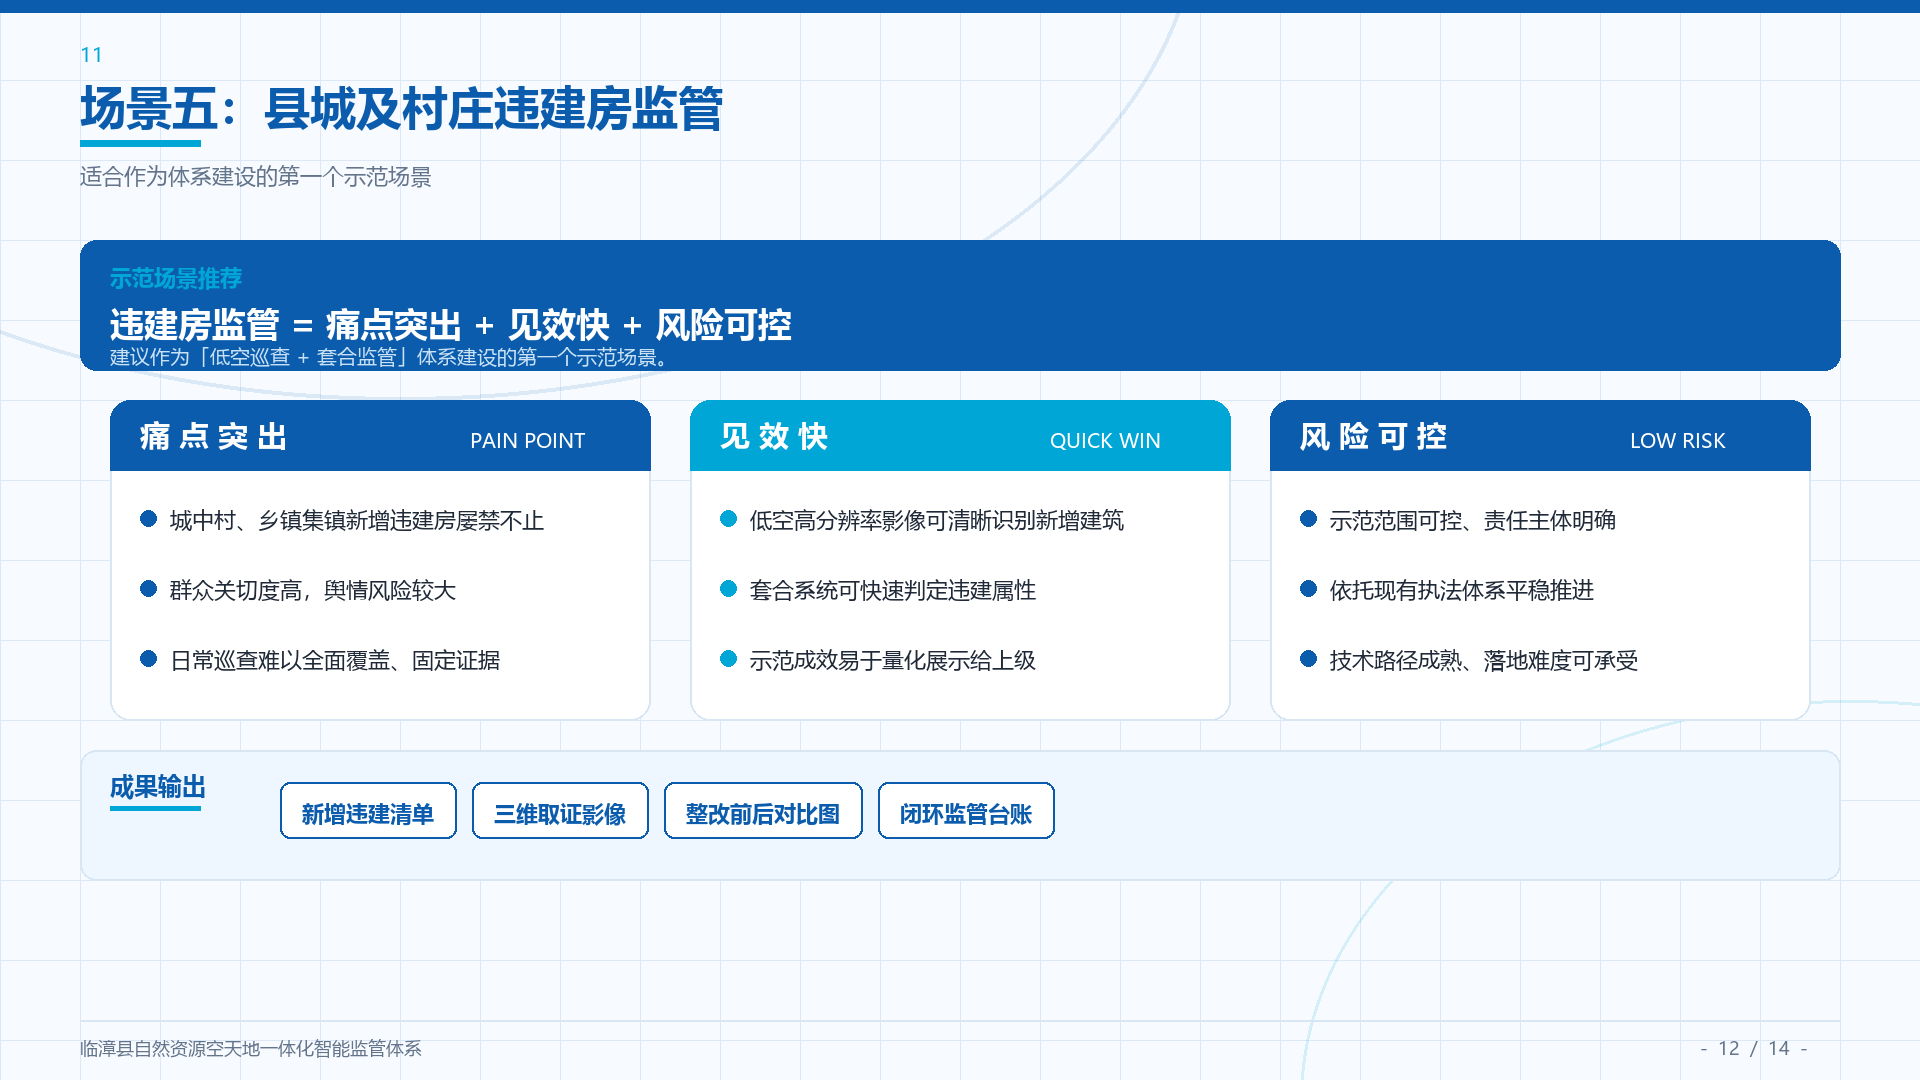 11
场景五：县城及村庄违建房监管
适合作为体系建设的第一个示范场景
示范场景推荐
违建房监管 = 痛点突出 + 见效快 + 风险可控
建议作为「低空巡查 + 套合监管」体系建设的第一个示范场景。
痛点突出 PAIN POINT
城中村、乡镇集镇新增违建房屡禁不止
群众关切度高，舆情风险较大
日常巡查难以全面覆盖、固定证据
见效快 QUICK WIN
低空高分辨率影像可清晰识别新增建筑
套合系统可快速判定违建属性
示范成效易于量化展示给上级
风险可控 LOW RISK
示范范围可控、责任主体明确
依托现有执法体系平稳推进
技术路径成熟、落地难度可承受
成果输出
新增违建清单
三维取证影像
整改前后对比图
闭环监管台账
临漳县自然资源空天地一体化智能监管体系
- 12 / 14 -